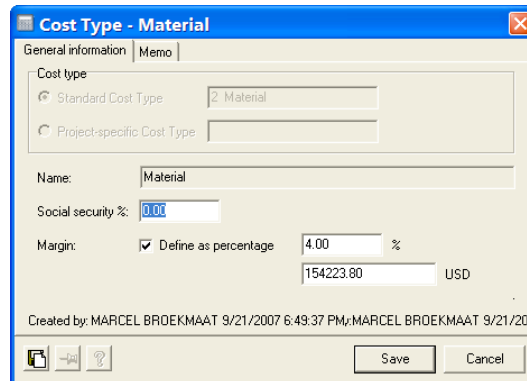 Cost Type - Material
General information Memo
Cost type
Standard Cost Type 2 Material
Project-specific Cost Type
Name: Material
Social security %: 0.00
Margin: Define as percentage 4.00 %
154223.80 USD
Created by: MARCEL BROEKMAAT 9/21/2007 6:49:37 PM/:MARCEL BROEKMAAT 9/21/20
Save Cancel